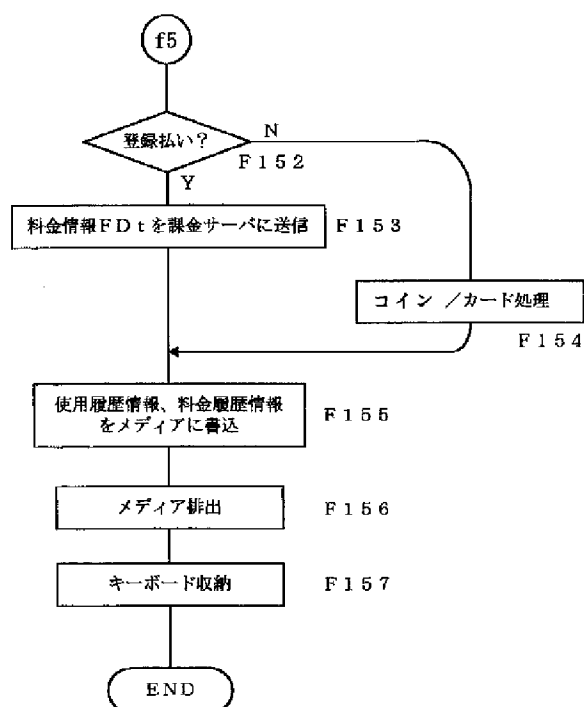 f5
登録払い?
N
F152
Y
料金情報FDtを課金サーバに送信
F153
コイン /カード処理
F154
使用履歴情報、料金履歴情報
をメディアに書込
F155
メディア排出
F156
キーボード収納
F157
END